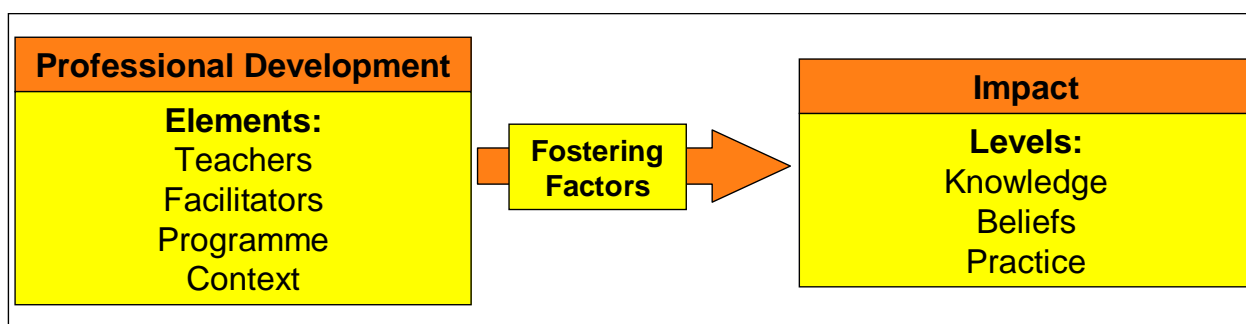 Professional Development
Elements:
Teachers
Facilitators
Programme
Context
Fostering
Factors
Impact
Levels:
Knowledge
Beliefs
Practice